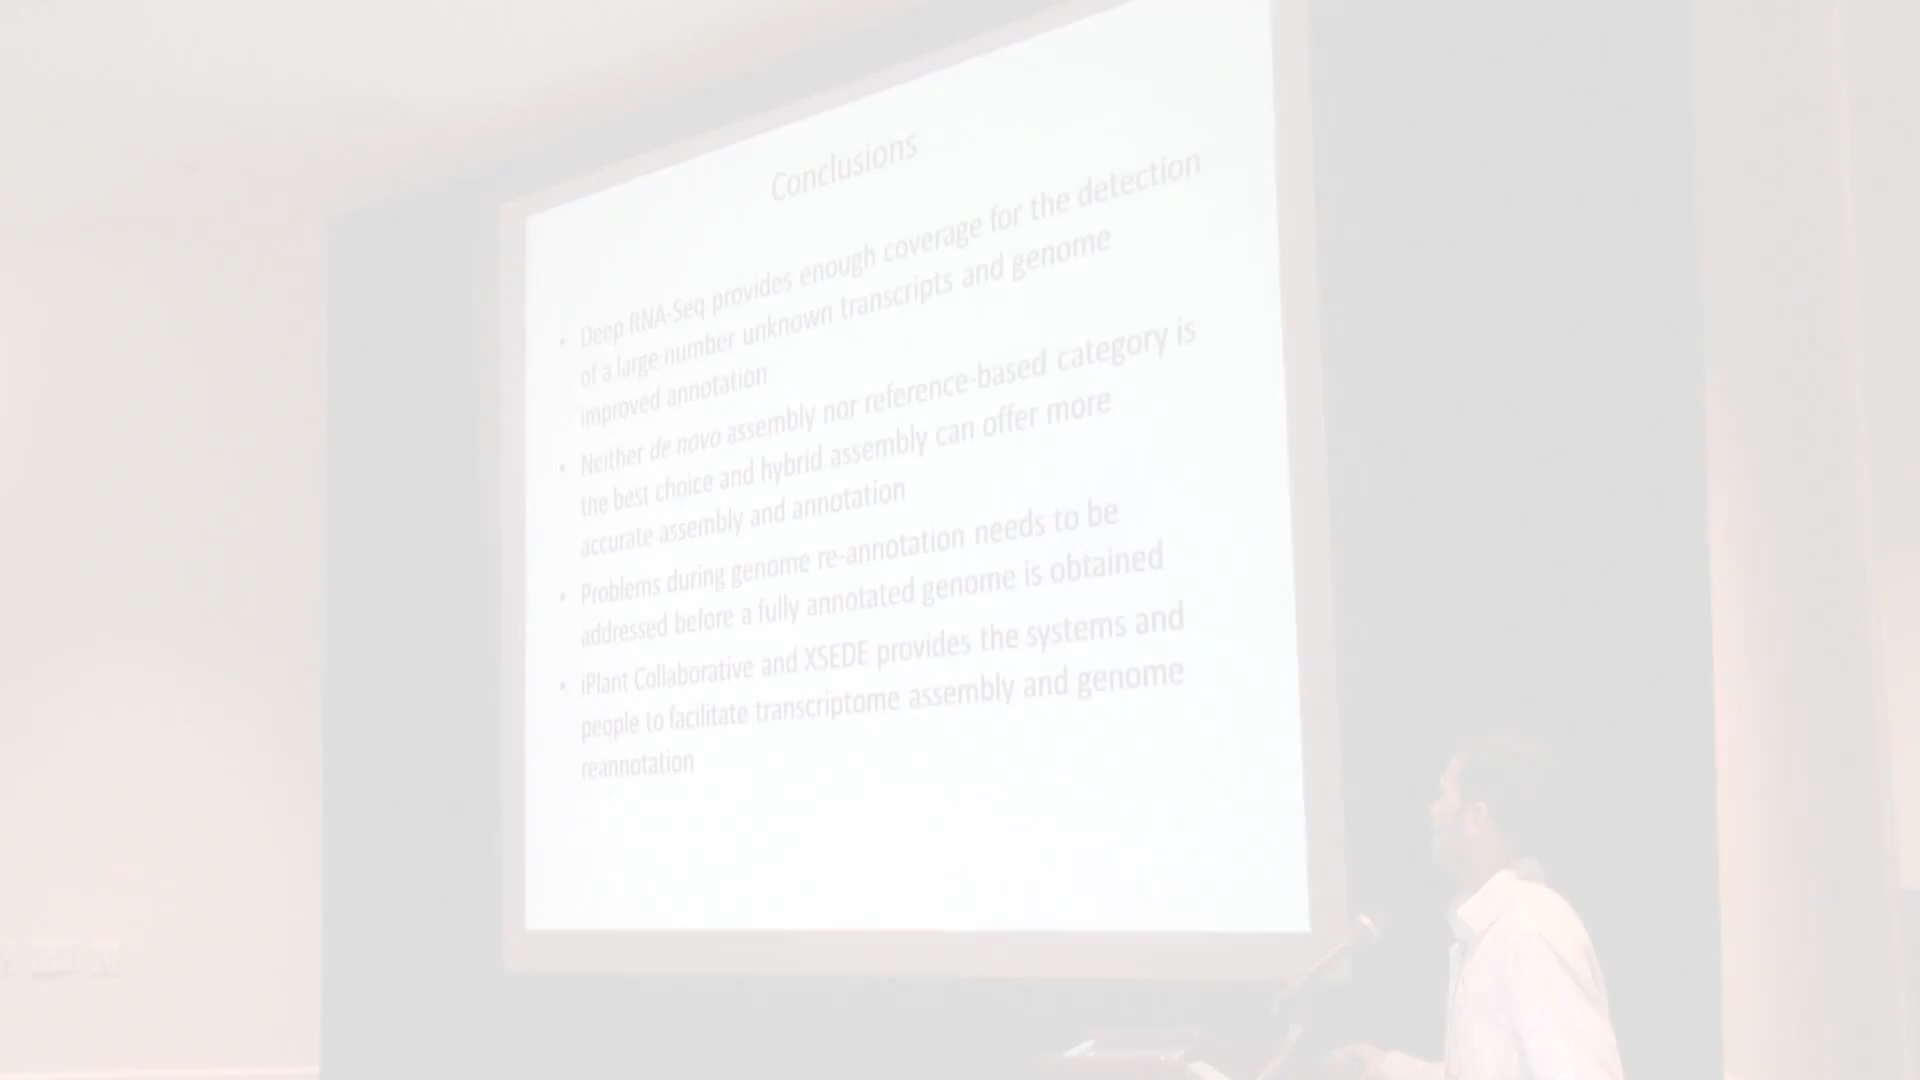 Conclusions
• Deep RNA-Seq provides enough coverage for the detection
of a large number unknown transcripts and genome
improved annotation
• Neither de novo assembly nor reference-based category is
the best choice and hybrid assembly can offer more
accurate assembly and annotation
• Problems during genome re-annotation needs to be
addressed before a fully annotated genome is obtained
• iPlant Collaborative and XSEDE provides the systems and
people to facilitate transcriptome assembly and genome
reannotation